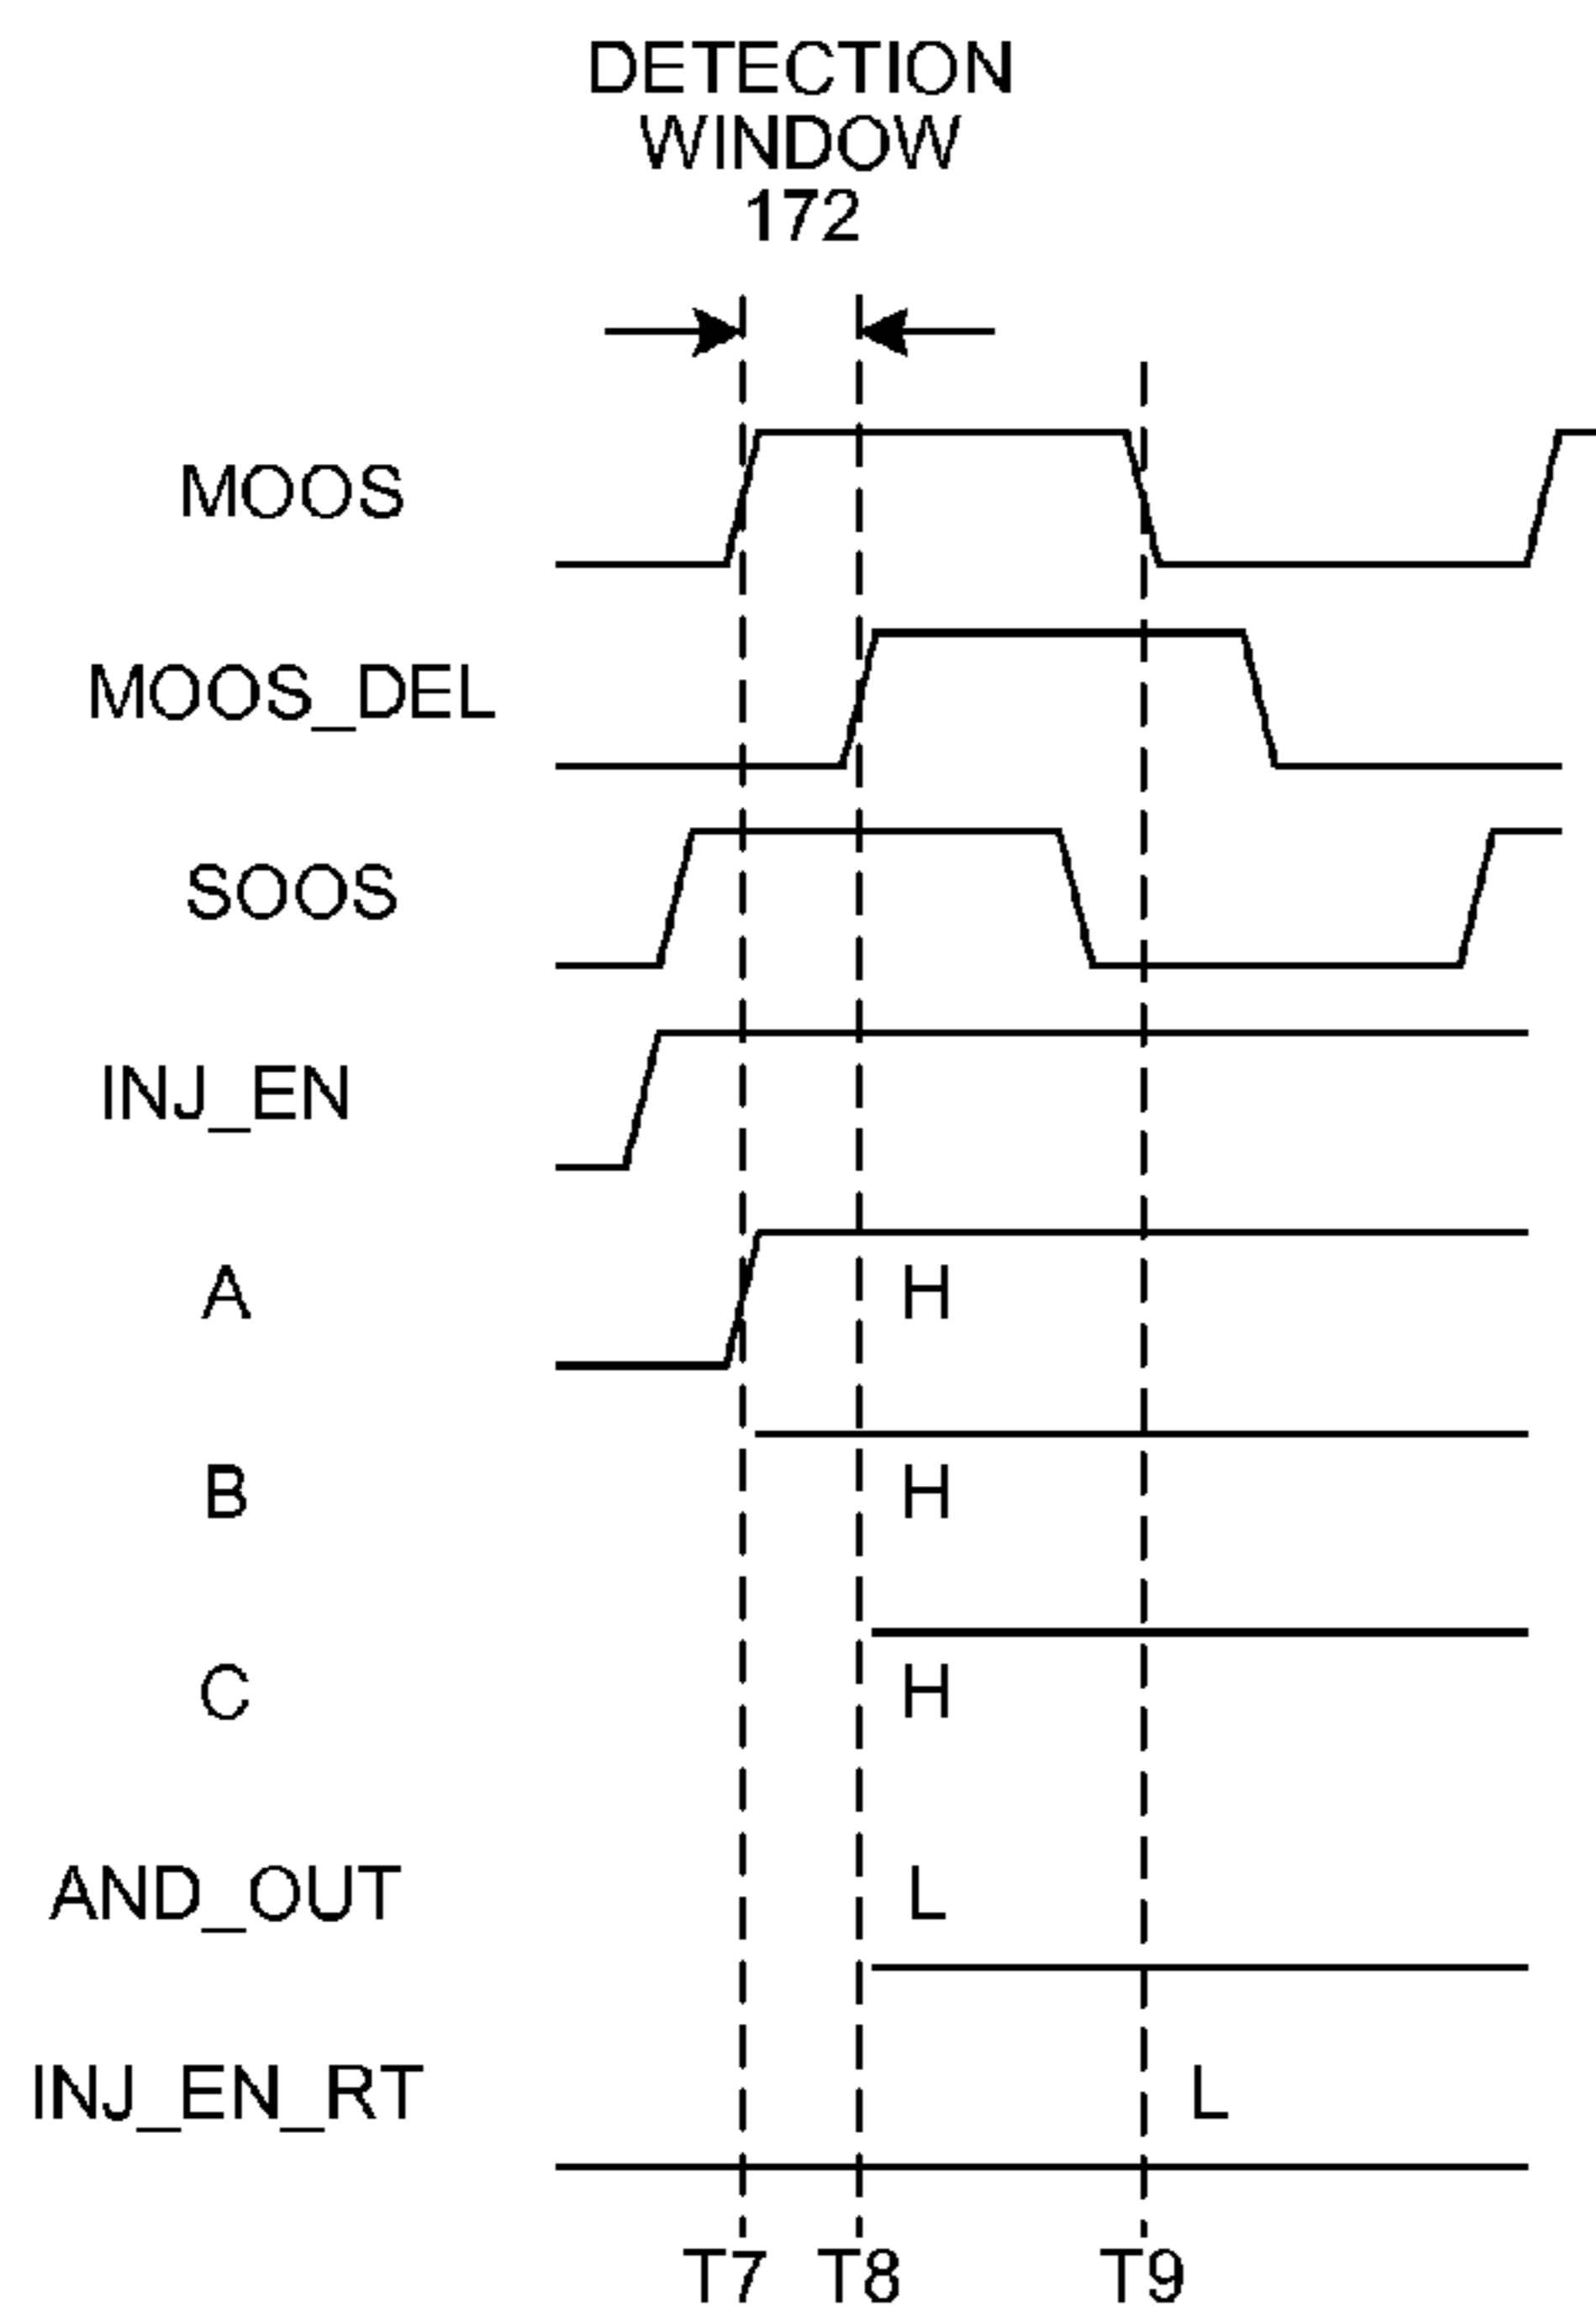 DETECTION
WINDOW
172
MOOS
MOOS_DEL
SOOS
INJ_EN
A H
B H
C H
AND_OUT L
INJ_EN_RT L
T7 T8 T9